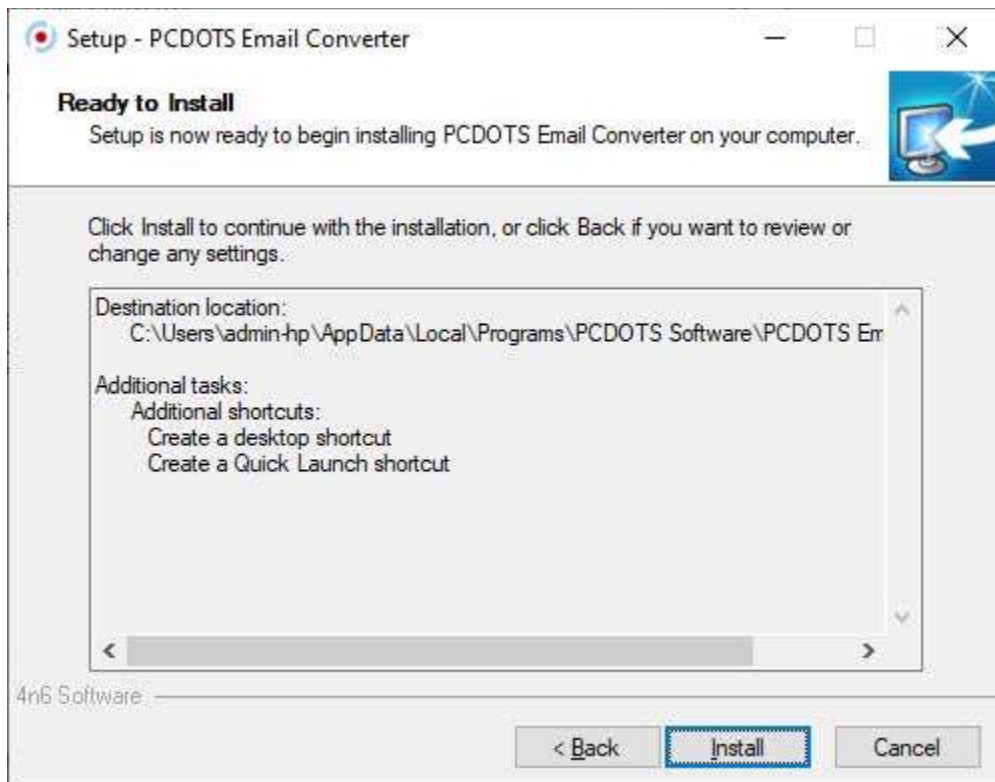 Setup - PCDOTS Email Converter
Ready to Install
Setup is now ready to begin installing PCDOTS Email Converter on your computer.
Click Install to continue with the installation, or click Back if you want to review or
change any settings.
Destination location:
C:\Users\admin-hp\AppData\Local\Programs\PCDOTS Software\PCDOTS Em
Additional tasks:
Additional shortcuts:
Create a desktop shortcut
Create a Quick Launch shortcut
4n6 Software
< Back Install Cancel